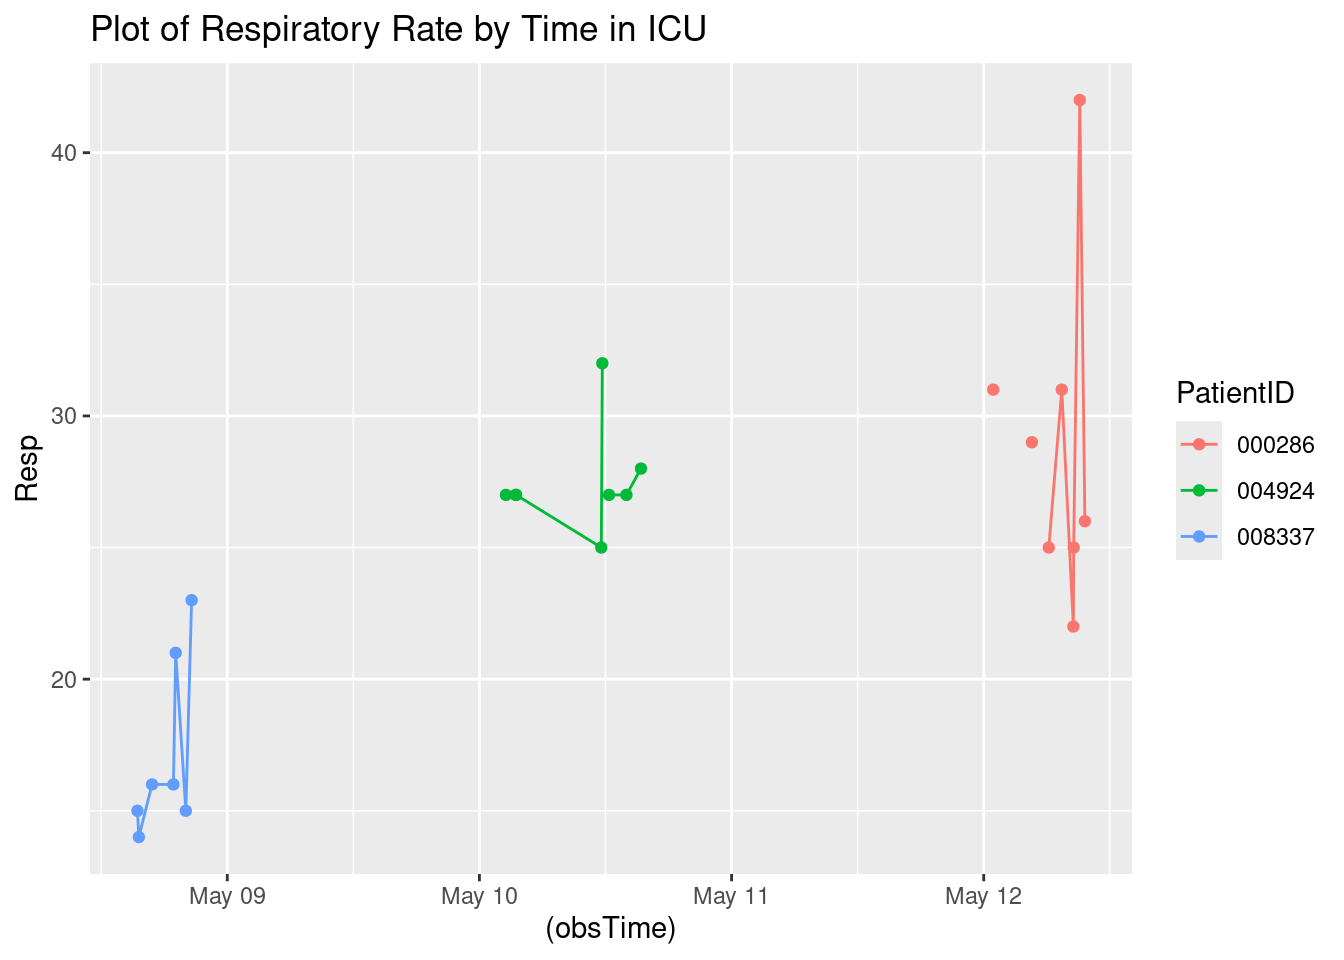 Plot of Respiratory Rate by Time in ICU
Resp
40
30
20
May 09
May 10
May 11
May 12
(obsTime)
PatientID
000286
004924
008337